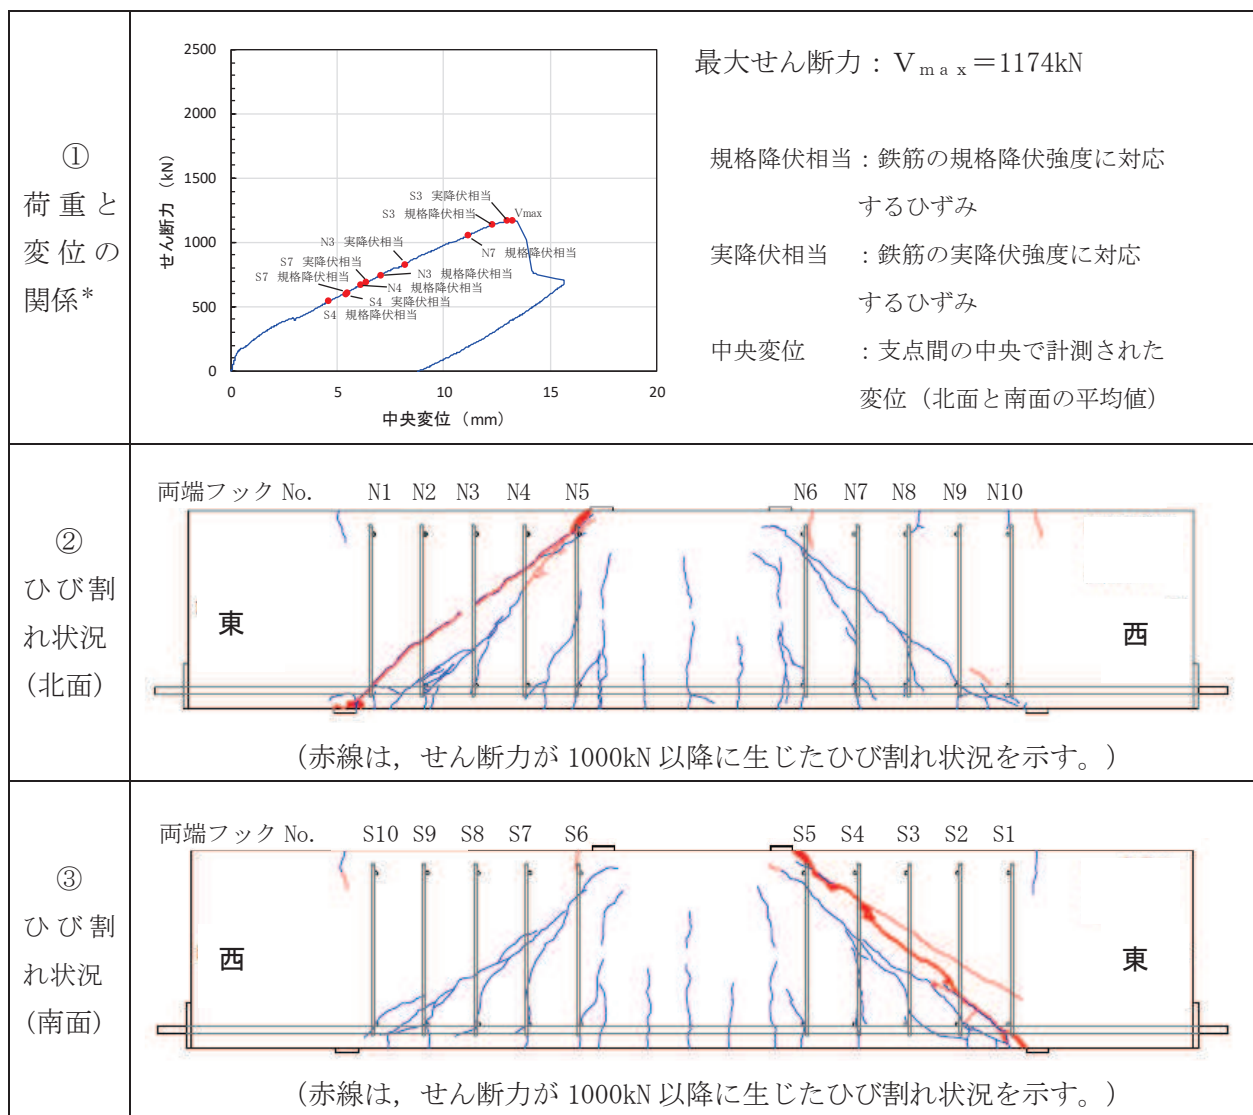 ①
荷重と
変位の
関係*
2500
2000
1500
1000
500
0
0
5
10
15
20
せん断力 (kN)
中央変位 (mm)
S3 実降伏相当
Vmax
S3 規格降伏相当
N3 実降伏相当
N7 規格降伏相当
S7 実降伏相当
N3 規格降伏相当
S7 規格降伏相当
N4 規格降伏相当
S4 実降伏相当
S4 規格降伏相当
最大せん断力：Ｖmax＝1174kN
規格降伏相当：鉄筋の規格降伏強度に対応
するひずみ
実降伏相当　：鉄筋の実降伏強度に対応
するひずみ
中央変位　　：支点間の中央で計測された
変位（北面と南面の平均値）
②
ひび割
れ状況
(北面)
両端フック No. N1 N2 N3 N4 N5 N6 N7 N8 N9 N10
東
西
(赤線は，せん断力が 1000kN 以降に生じたひび割れ状況を示す。)
③
ひび割
れ状況
(南面)
両端フック No. S10 S9 S8 S7 S6 S5 S4 S3 S2 S1
西
東
(赤線は，せん断力が 1000kN 以降に生じたひび割れ状況を示す。)